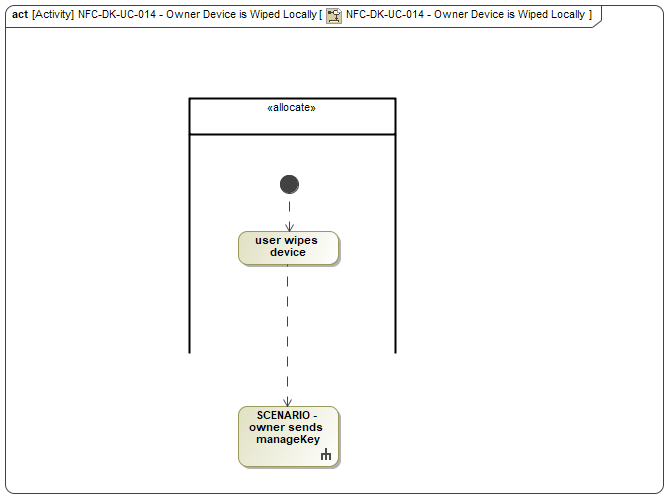 act [Activity] NFC-DK-UC-014 - Owner Device is Wiped Locally [ NFC-DK-UC-014 - Owner Device is Wiped Locally ]
«allocate»
user wipes
device
SCENARIO -
owner sends
manageKey